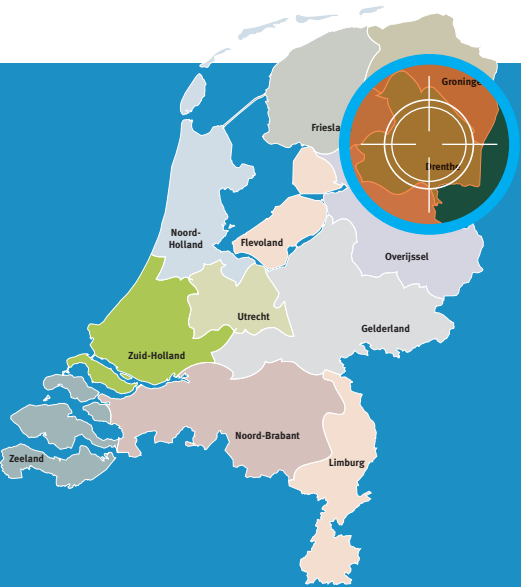 Groninge
Friesla
Drenthe
Noord-
Holland
Flevoland
Overijssel
Utrecht
Gelderland
Zuid-Holland
Noord-Brabant
Zeeland
Limburg